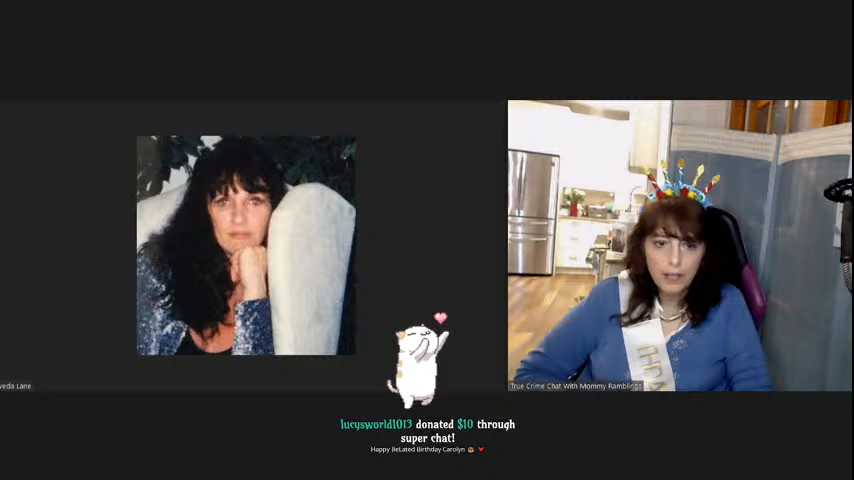 veda Lane
True Crime Chat With Mommy Ramblings
lucysworld1013 donated $10 through
super chat!
Happy BeLated Birthday Carolyn